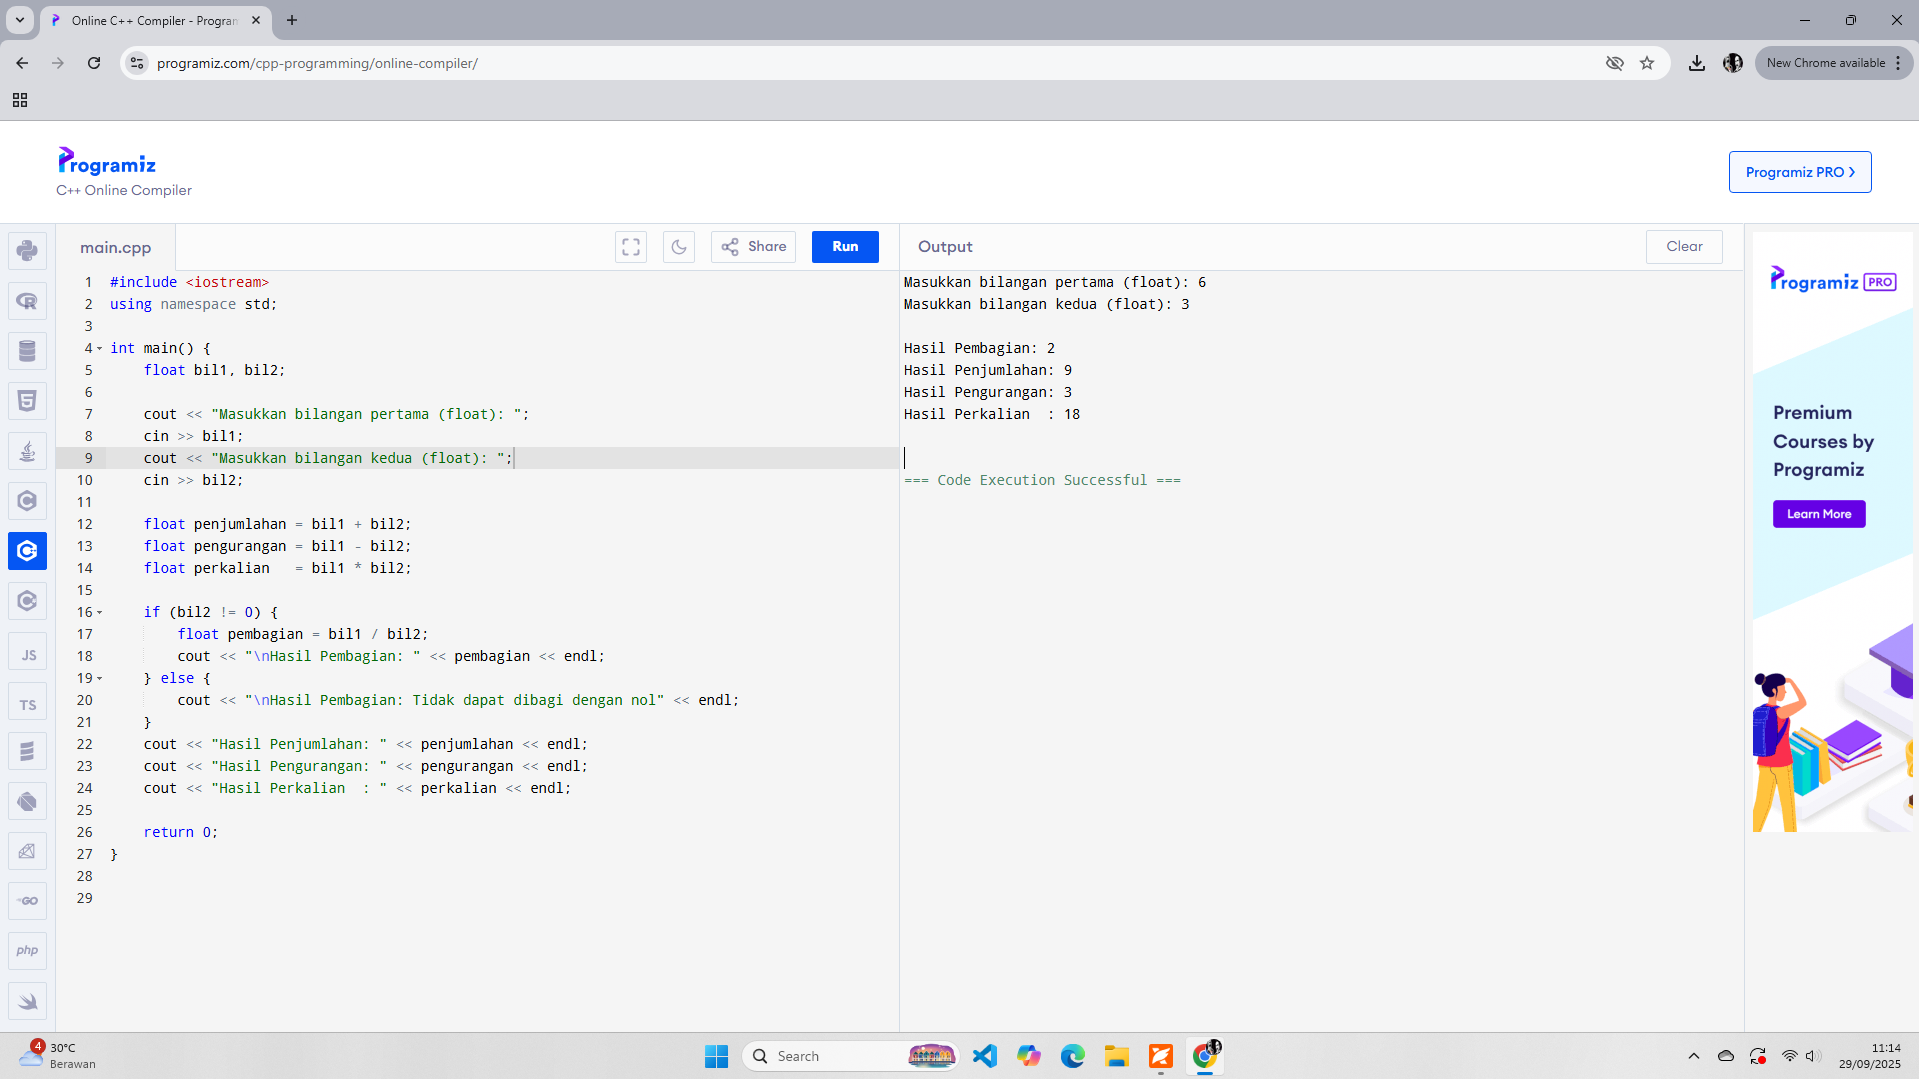 Online C++ Compiler - Program
programiz.com/cpp-programming/online-compiler/
New Chrome available
Programiz
C++ Online Compiler
Programiz PRO
main.cpp
Share
Run
Output
Clear
1 #include <iostream>
2 using namespace std;
3
4 int main() {
5 float bil1, bil2;
6
7 cout << "Masukkan bilangan pertama (float): ";
8 cin >> bil1;
9 cout << "Masukkan bilangan kedua (float): ";
10 cin >> bil2;
11
12 float penjumlahan = bil1 + bil2;
13 float pengurangan = bil1 - bil2;
14 float perkalian   = bil1 * bil2;
15
16 if (bil2 != 0) {
17 float pembagian = bil1 / bil2;
18 cout << "\nHasil Pembagian: " << pembagian << endl;
19 } else {
20 cout << "\nHasil Pembagian: Tidak dapat dibagi dengan nol" << endl;
21 }
22 cout << "Hasil Penjumlahan: " << penjumlahan << endl;
23 cout << "Hasil Pengurangan: " << pengurangan << endl;
24 cout << "Hasil Perkalian  : " << perkalian << endl;
25
26 return 0;
27 }
28
29
Masukkan bilangan pertama (float): 6
Masukkan bilangan kedua (float): 3
Hasil Pembagian: 2
Hasil Penjumlahan: 9
Hasil Pengurangan: 3
Hasil Perkalian  : 18
=== Code Execution Successful ===
Programiz PRO
Premium
Courses by
Programiz
Learn More
R
5
C
C
C
JS
TS
GO
php
4
30°C
Berawan
Search
11:14
29/09/2025